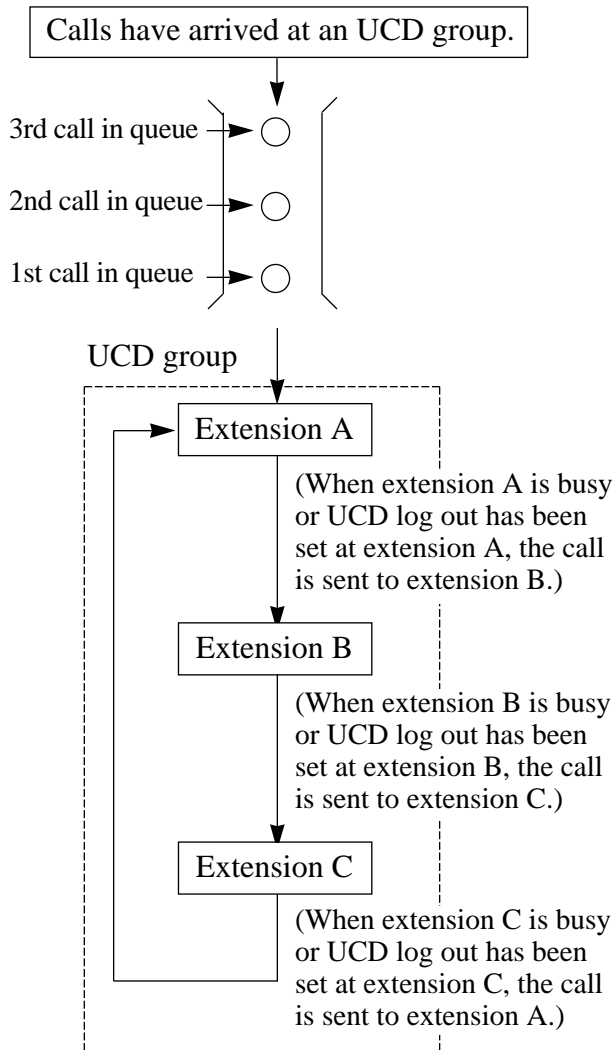 Calls have arrived at an UCD group.
3rd call in queue
2nd call in queue
1st call in queue
UCD group
Extension A
(When extension A is busy
or UCD log out has been
set at extension A, the call
is sent to extension B.)
Extension B
(When extension B is busy
or UCD log out has been
set at extension B, the call
is sent to extension C.)
Extension C
(When extension C is busy
or UCD log out has been
set at extension C, the call
is sent to extension A.)